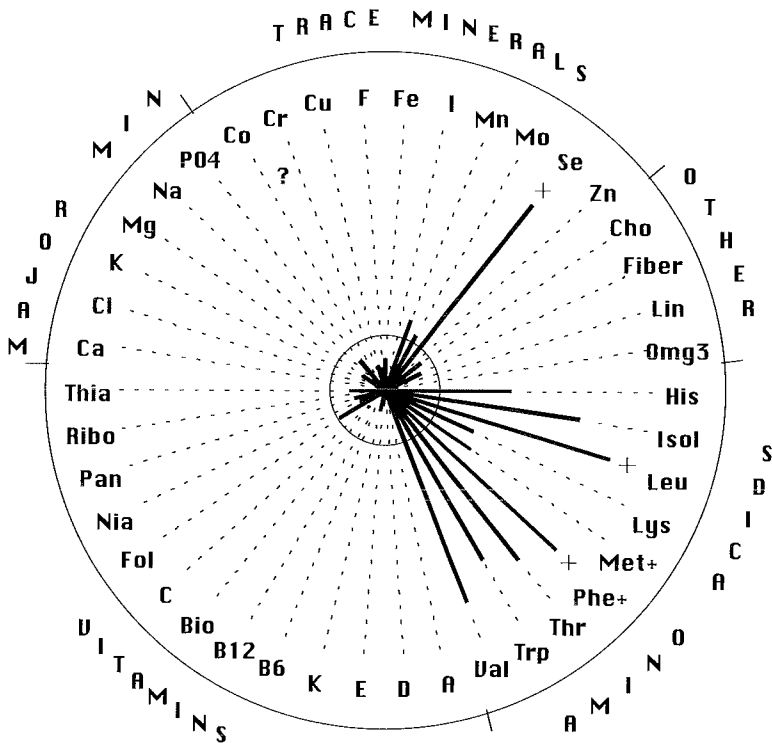 TRACE MINERALS
OTHER
AMINO ACIDS
VITAMINS
MAJOR MIN
Co
Cr
?
Cu
F
Fe
I
Mn
Mo
Se
+
Zn
Cho
Fiber
Lin
Omg3
His
Isol
Leu
+
Lys
Met+
Phe+
+
Thr
Trp
Val
A
D
E
K
B6
B12
Bio
C
Fol
Nia
Pan
Ribo
Thia
Ca
Cl
K
Mg
Na
PO4